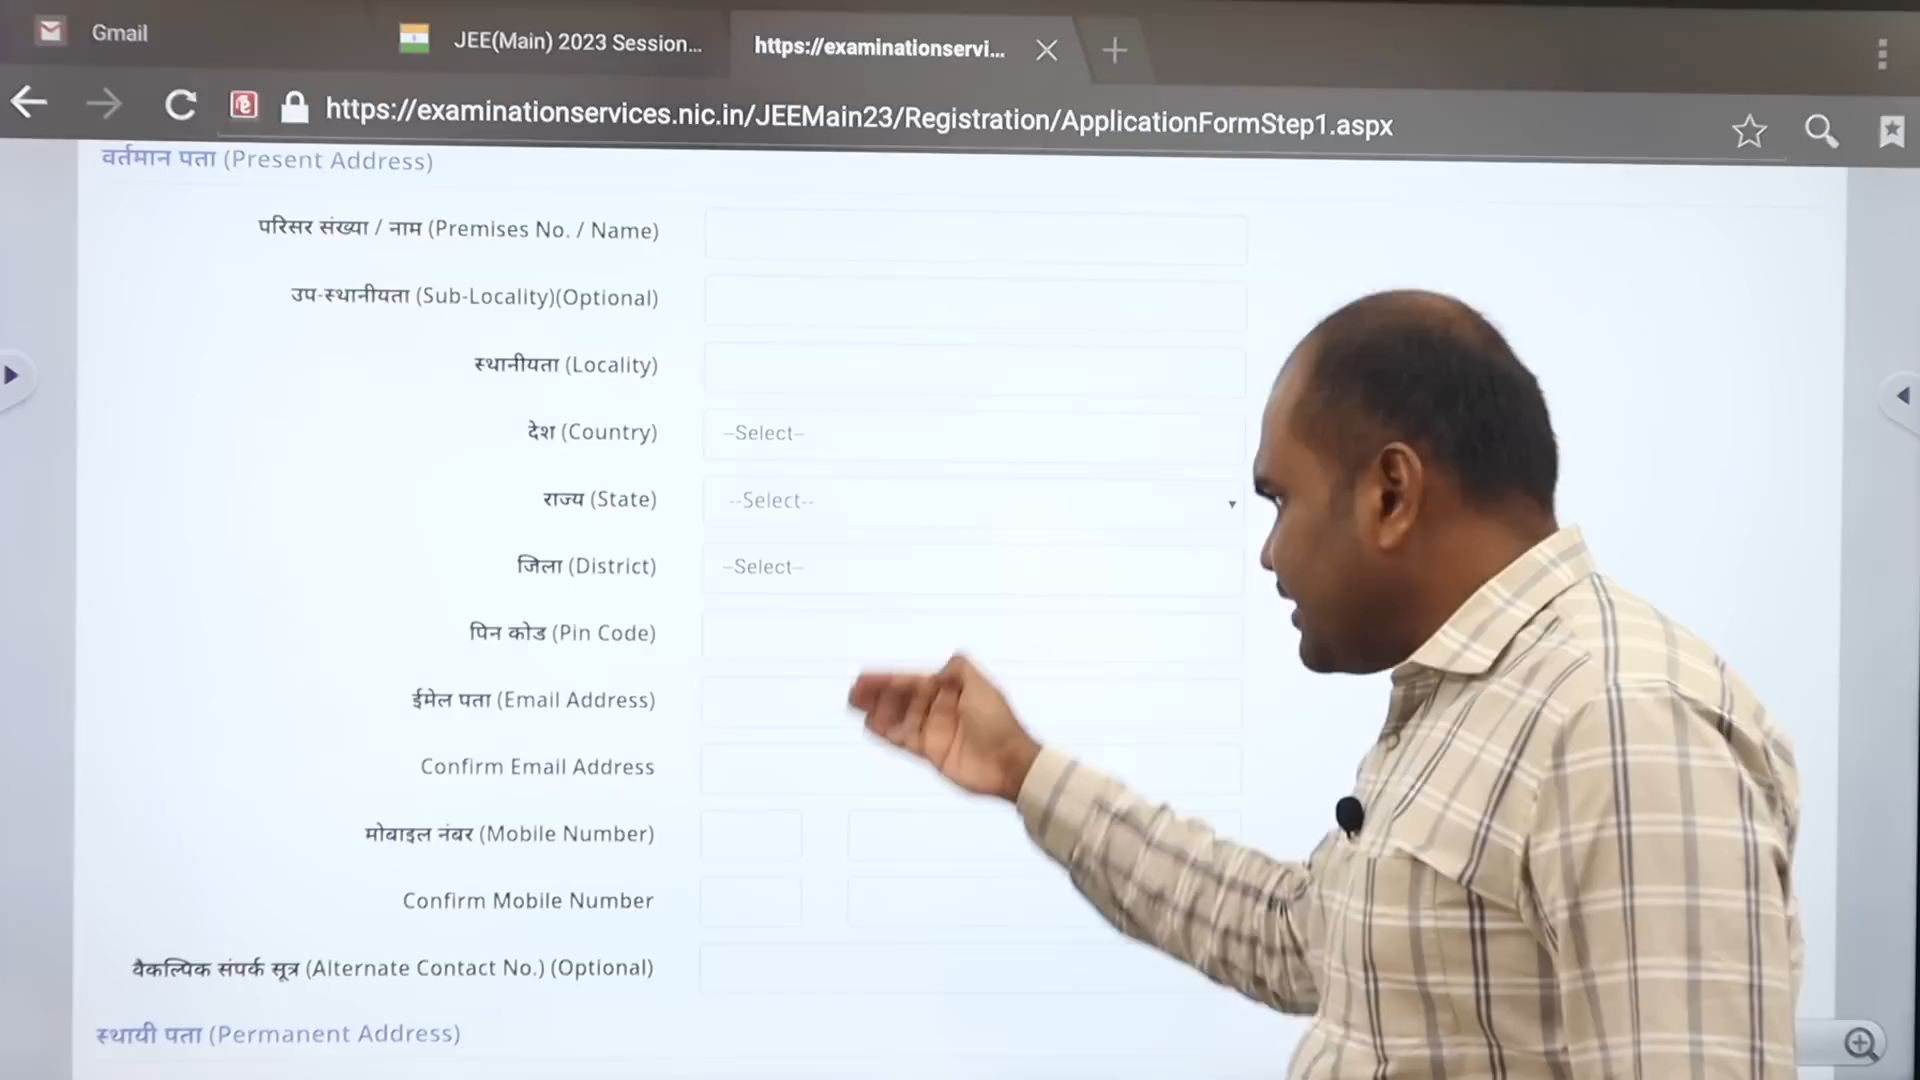 Gmail
JEE(Main) 2023 Session...
https://examinationservi...
https://examinationservices.nic.in/JEEMain23/Registration/ApplicationFormStep1.aspx
वर्तमान पता (Present Address)
परिसर संख्या / नाम (Premises No. / Name)
उप-स्थानीयता (Sub-Locality)(Optional)
स्थानीयता (Locality)
देश (Country) --Select--
राज्य (State) --Select--
जिला (District) --Select--
पिन कोड (Pin Code)
ईमेल पता (Email Address)
Confirm Email Address
मोबाइल नंबर (Mobile Number)
Confirm Mobile Number
वैकल्पिक संपर्क सूत्र (Alternate Contact No.) (Optional)
स्थायी पता (Permanent Address)